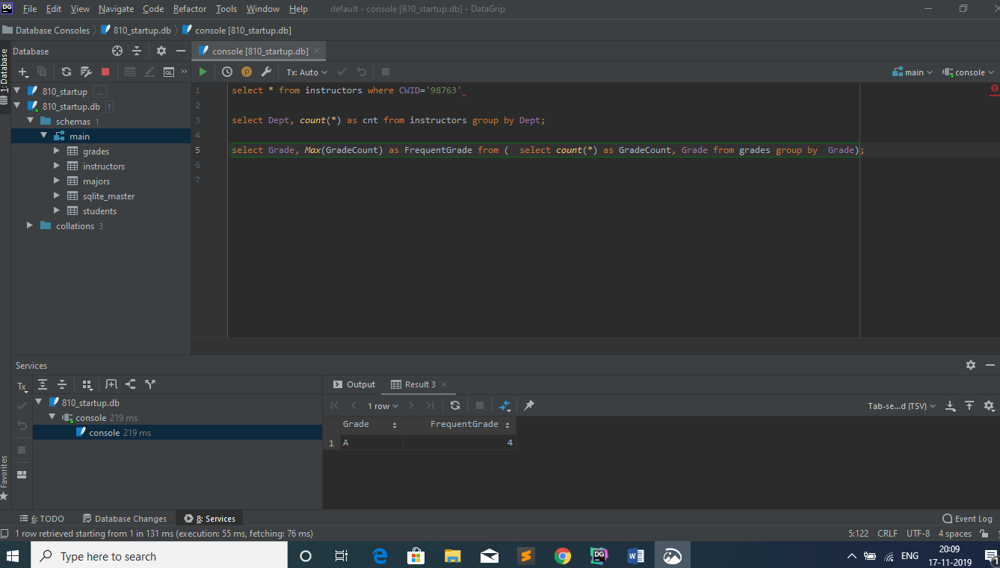 DG File Edit View Navigate Code Refactor Tools Window Help default - console [810_startup.db] - DataGrip
Database Consoles 810_startup.db console [810_startup.db]
1: Database
Database
console [810_startup.db]
Tx: Auto
main
console
QL
810_startup ...
810_startup.db 1
schemas 1
main
grades
instructors
majors
sqlite_master
students
collations 3
1 select * from instructors where CWID='98763'
2
3 select Dept, count(*) as cnt from instructors group by Dept;
4
5 select Grade, Max(GradeCount) as FrequentGrade from (  select count(*) as GradeCount, Grade from grades group by  Grade);
6
7
Services
Tx
810_startup.db
console 219 ms
console 219 ms
Output Result 3
1 row
Tab-se...d (TSV)
Grade FrequentGrade
1 A 4
Favorites
6: TODO Database Changes 8: Services Event Log
1 row retrieved starting from 1 in 131 ms (execution: 55 ms, fetching: 76 ms) 5:122 CRLF UTF-8 4 spaces
Type here to search
DG
ENG
20:09
17-11-2019
1